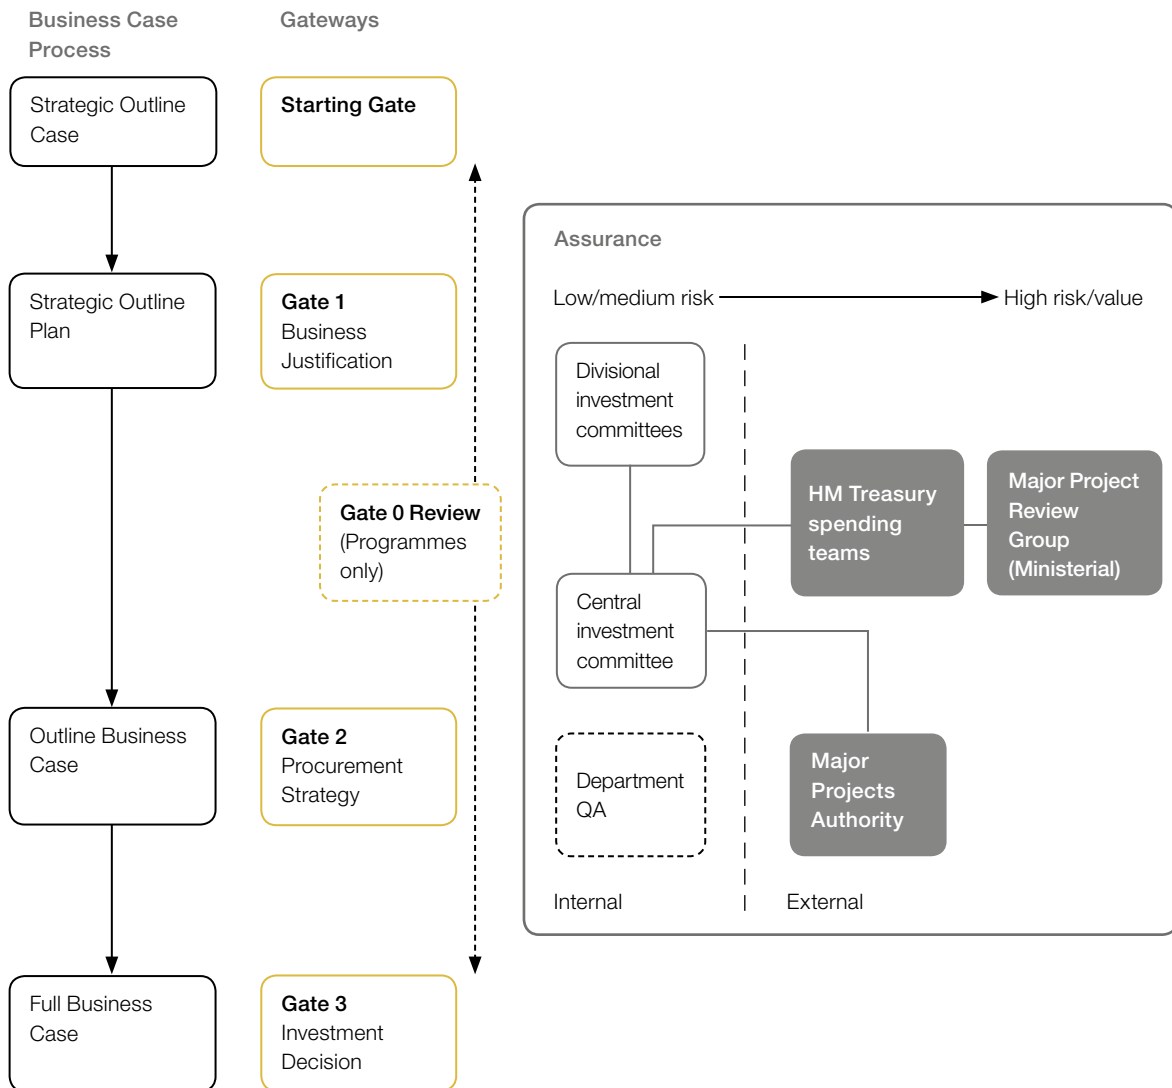 Business Case
Process
Gateways
Strategic Outline
Case
Starting Gate
Strategic Outline
Plan
Gate 1
Business
Justification
Gate 0 Review
(Programmes
only)
Outline Business
Case
Gate 2
Procurement
Strategy
Full Business
Case
Gate 3
Investment
Decision
Assurance
Low/medium risk
High risk/value
Divisional
investment
committees
HM Treasury
spending
teams
Major Project
Review
Group
(Ministerial)
Central
investment
committee
Department
QA
Major
Projects
Authority
Internal
External